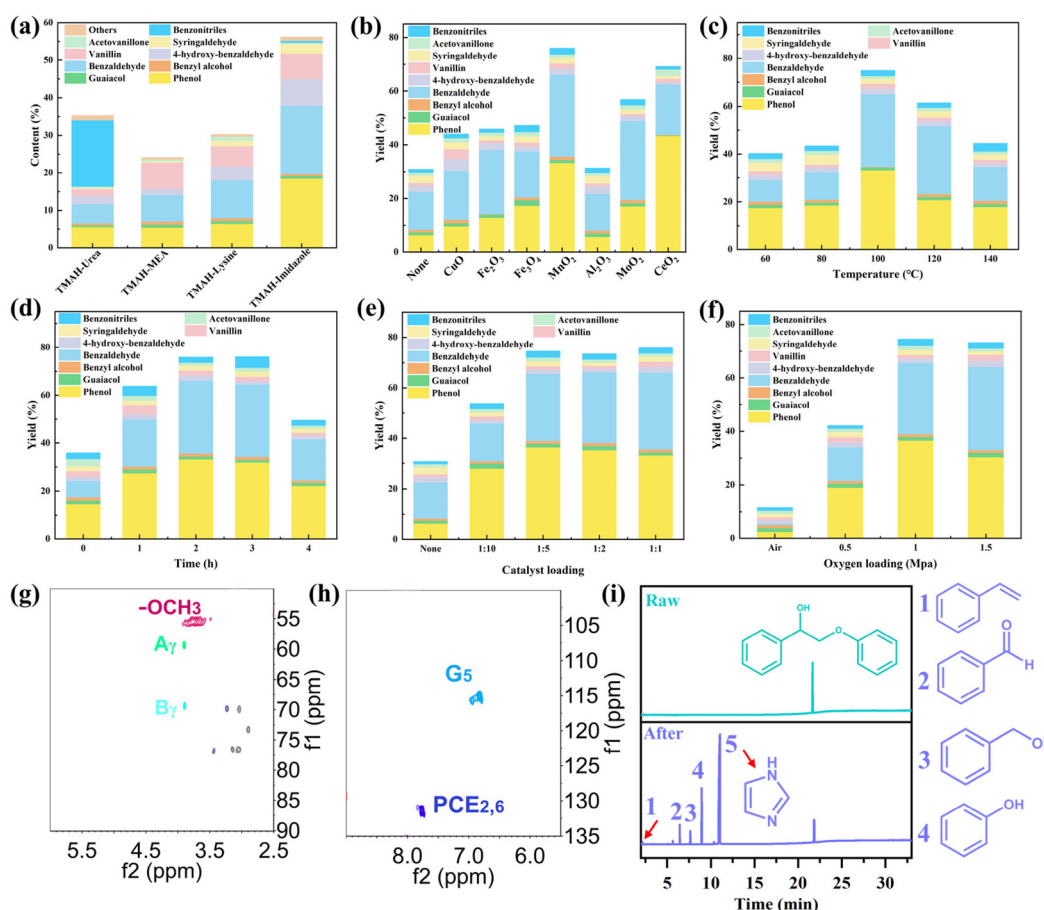 (a)
Others
Benzonitriles
Acetovanillone
Syringaldehyde
Vanillin
4-hydroxy-benzaldehyde
Benzaldehyde
Benzyl alcohol
Guaiacol
Phenol
Content (%)
60
50
40
30
20
10
0
TMAH-Urea
TMAH-MEA
TMAH-Lysine
TMAH-Imidazole
(b)
Benzonitriles
Acetovanillone
Syringaldehyde
Vanillin
4-hydroxy-benzaldehyde
Benzaldehyde
Benzyl alcohol
Guaiacol
Phenol
Yield (%)
80
60
40
20
0
None CuO Fe₂O₃ Fe₃O₄ MnO₂ Al₂O₃ MoO₂ CeO₂
(c)
Benzonitriles
Acetovanillone
Syringaldehyde
Vanillin
4-hydroxy-benzaldehyde
Benzaldehyde
Benzyl alcohol
Guaiacol
Phenol
Yield (%)
80
60
40
20
0
60 80 100 120 140
Temperature (°C)
(d)
Benzonitriles
Acetovanillone
Syringaldehyde
Vanillin
4-hydroxy-benzaldehyde
Benzaldehyde
Benzyl alcohol
Guaiacol
Phenol
Yield (%)
80
60
40
20
0
0 1 2 3 4
Time (h)
(e)
Benzonitriles
Acetovanillone
Syringaldehyde
Vanillin
4-hydroxy-benzaldehyde
Benzaldehyde
Benzyl alcohol
Guaiacol
Phenol
Yield (%)
80
60
40
20
0
None 1:10 1:5 1:2 1:1
Catalyst loading
(f)
Benzonitriles
Acetovanillone
Syringaldehyde
Vanillin
4-hydroxy-benzaldehyde
Benzaldehyde
Benzyl alcohol
Guaiacol
Phenol
Yield (%)
80
60
40
20
0
Air 0.5 1 1.5
Oxygen loading (Mpa)
(g)
-OCH₃
Aγ
Bγ
55
60
65
70
75
80
85
90
f1 (ppm)
5.5 4.5 3.5 2.5
f2 (ppm)
(h)
G₅
PCE₂,₆
105
110
115
120
125
130
135
f1 (ppm)
8.0 7.0 6.0
f2 (ppm)
(i)
Raw
OH
O
After
1
2
3
4
5
H
N
N
5 10 15 20 25 30
Time (min)
1
2
O
H
3
O
4
OH